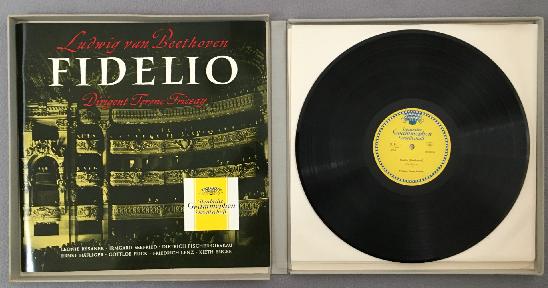 Ludwig van Beethoven
FIDELIO
Dirigent Ferenc Fricsay
Deutsche
Grammophon
Gesellschaft
LEONIE RYSANEK · IRMGARD SEEFRIED · DIETRICH FISCHER-DIESKAU
ERNST HÄFLIGER · GOTTLOB FRICK · FRIEDRICH LENZ · KIETH ENGEN
Deutsche
Grammophon
Gesellschaft